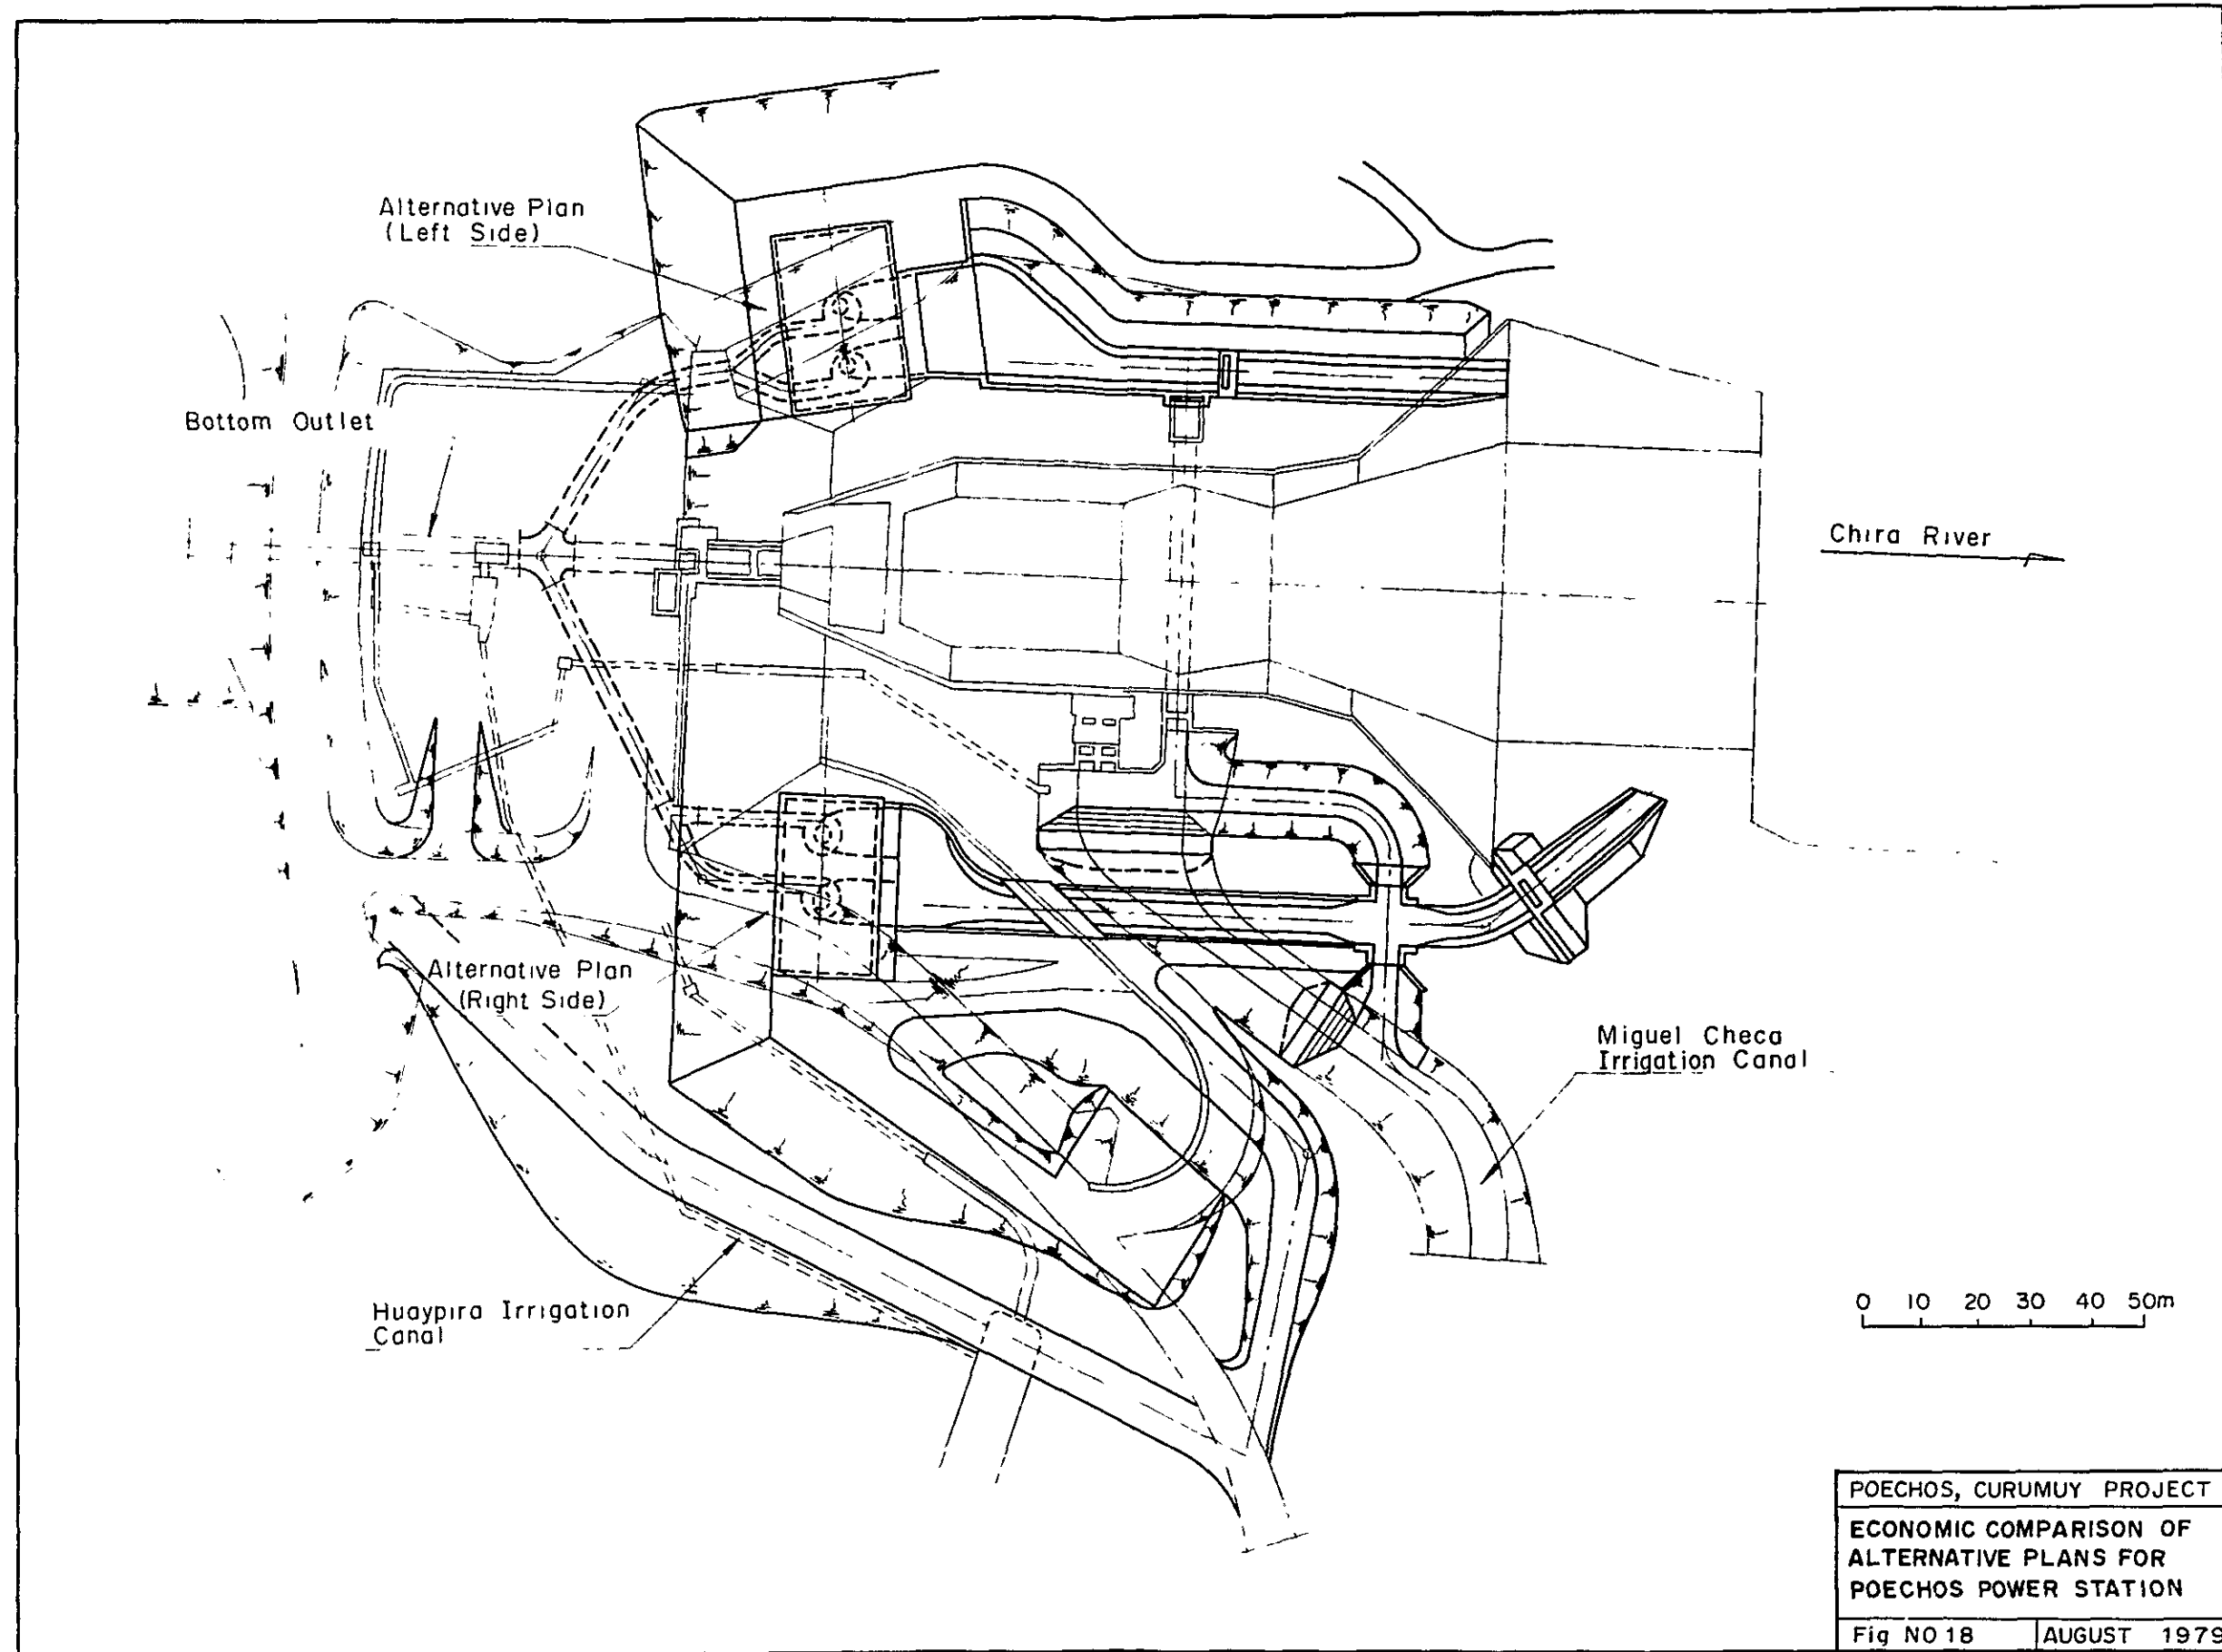 Alternative Plan
(Left Side)
Bottom Outlet
Chira River
Alternative Plan
(Right Side)
Miguel Checa
Irrigation Canal
Huaypira Irrigation
Canal
0 10 20 30 40 50m
POECHOS, CURUMUY PROJECT
ECONOMIC COMPARISON OF
ALTERNATIVE PLANS FOR
POECHOS POWER STATION
Fig NO 18 AUGUST 1979